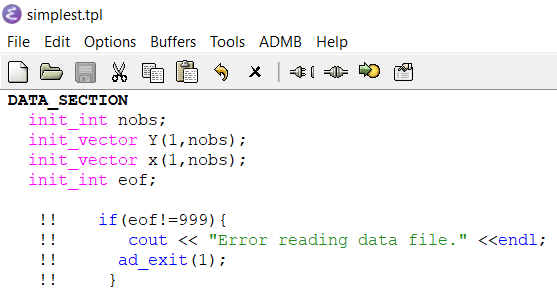 simplest.tpl
File Edit Options Buffers Tools ADMB Help
DATA_SECTION
init_int nobs;
init_vector Y(1,nobs);
init_vector x(1,nobs);
init_int eof;
!! if(eof!=999){
!! cout << "Error reading data file." <<endl;
!! ad_exit(1);
!! }